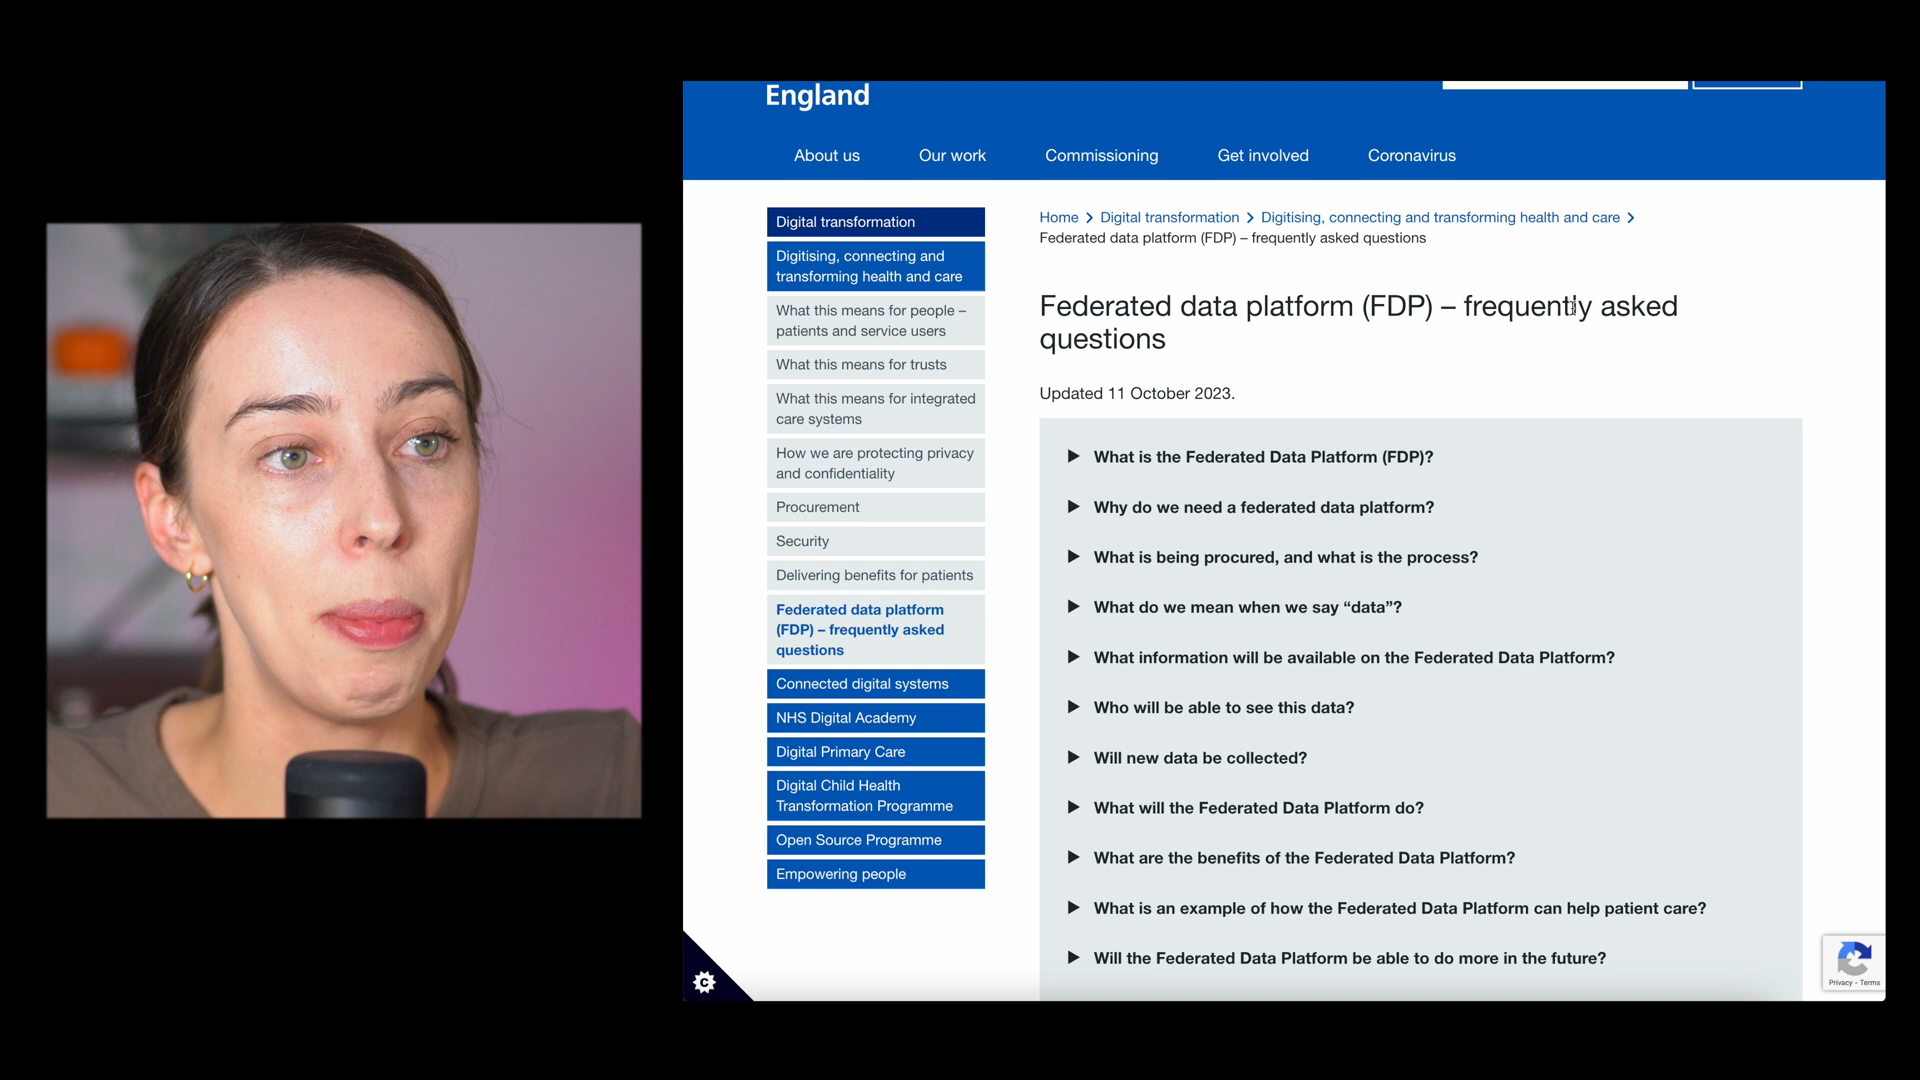 England
About us
Our work
Commissioning
Get involved
Coronavirus
Digital transformation
Digitising, connecting and
transforming health and care
What this means for people –
patients and service users
What this means for trusts
What this means for integrated
care systems
How we are protecting privacy
and confidentiality
Procurement
Security
Delivering benefits for patients
Federated data platform
(FDP) – frequently asked
questions
Connected digital systems
NHS Digital Academy
Digital Primary Care
Digital Child Health
Transformation Programme
Open Source Programme
Empowering people
Home > Digital transformation > Digitising, connecting and transforming health and care >
Federated data platform (FDP) – frequently asked questions
Federated data platform (FDP) – frequently asked
questions
Updated 11 October 2023.
What is the Federated Data Platform (FDP)?
Why do we need a federated data platform?
What is being procured, and what is the process?
What do we mean when we say “data”?
What information will be available on the Federated Data Platform?
Who will be able to see this data?
Will new data be collected?
What will the Federated Data Platform do?
What are the benefits of the Federated Data Platform?
What is an example of how the Federated Data Platform can help patient care?
Will the Federated Data Platform be able to do more in the future?
C
Privacy - Terms